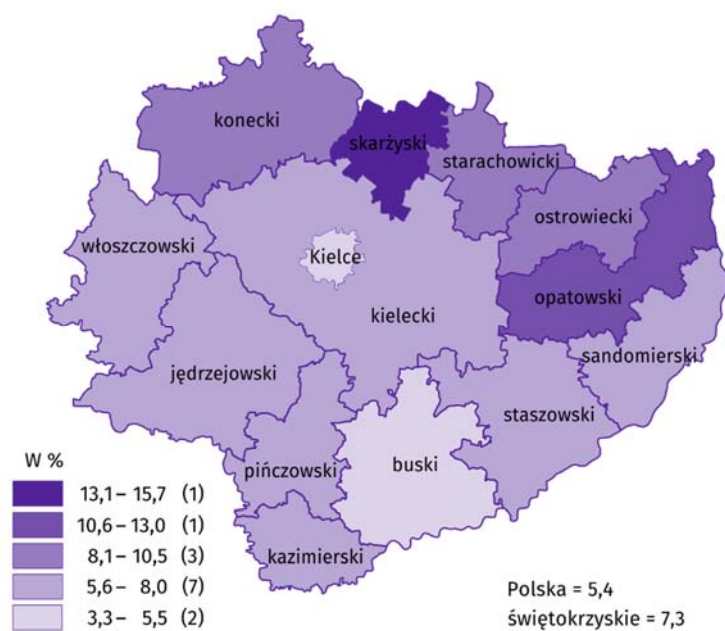 konecki
skarżyski
starachowicki
ostrowiecki
włoszczowski
Kielce
opatowski
kielecki
sandomierski
jędrzejowski
staszowski
pińczowski
buski
kazimierski
W %
13,1 – 15,7 (1)
10,6 – 13,0 (1)
8,1 – 10,5 (3)
5,6 – 8,0 (7)
3,3 – 5,5 (2)
Polska = 5,4
świętokrzyskie = 7,3